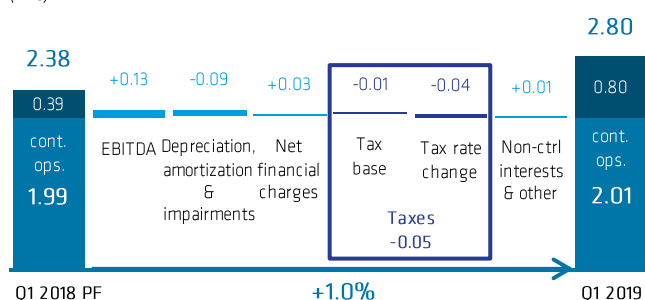 2.80
2.38
+0.13
-0.09
+0.03
-0.01
-0.04
+0.01
0.39
0.80
cont.
ops.
1.99
EBITDA
Depreciation,
amortization
&
impairments
Net
financial
charges
Tax
base
Tax rate
change
Taxes
-0.05
Non-ctrl
interests
& other
cont.
ops.
2.01
Q1 2018 PF
+1.0%
Q1 2019